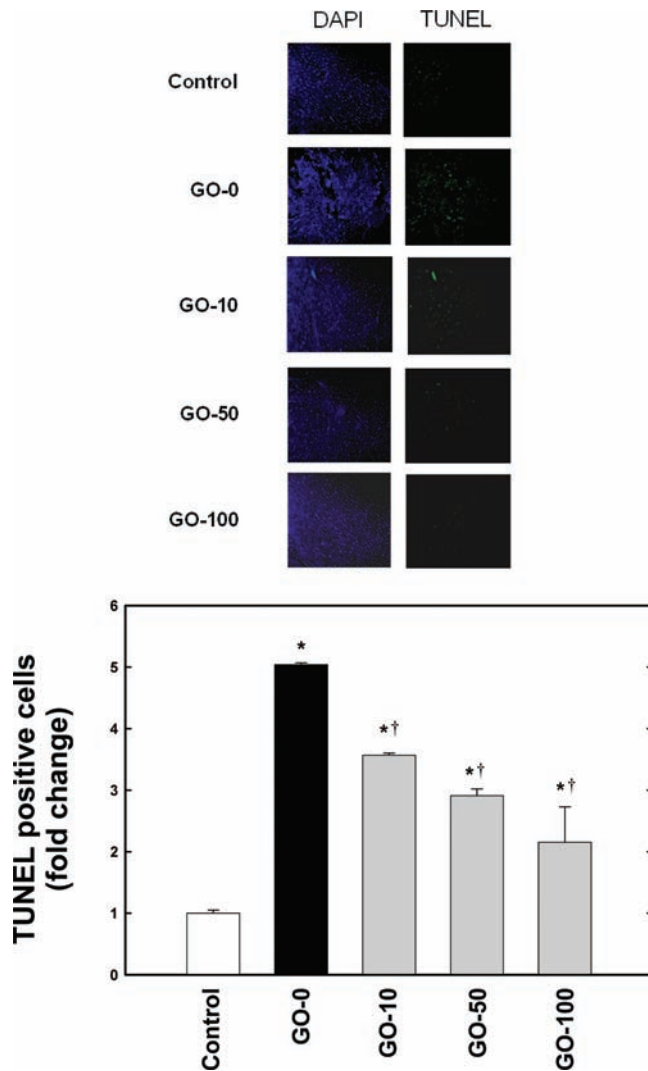 DAPI TUNEL
Control
GO-0
GO-10
GO-50
GO-100
TUNEL positive cells
(fold change)
6
5
4
3
2
1
0
*
*†
*†
*†
Control
GO-0
GO-10
GO-50
GO-100